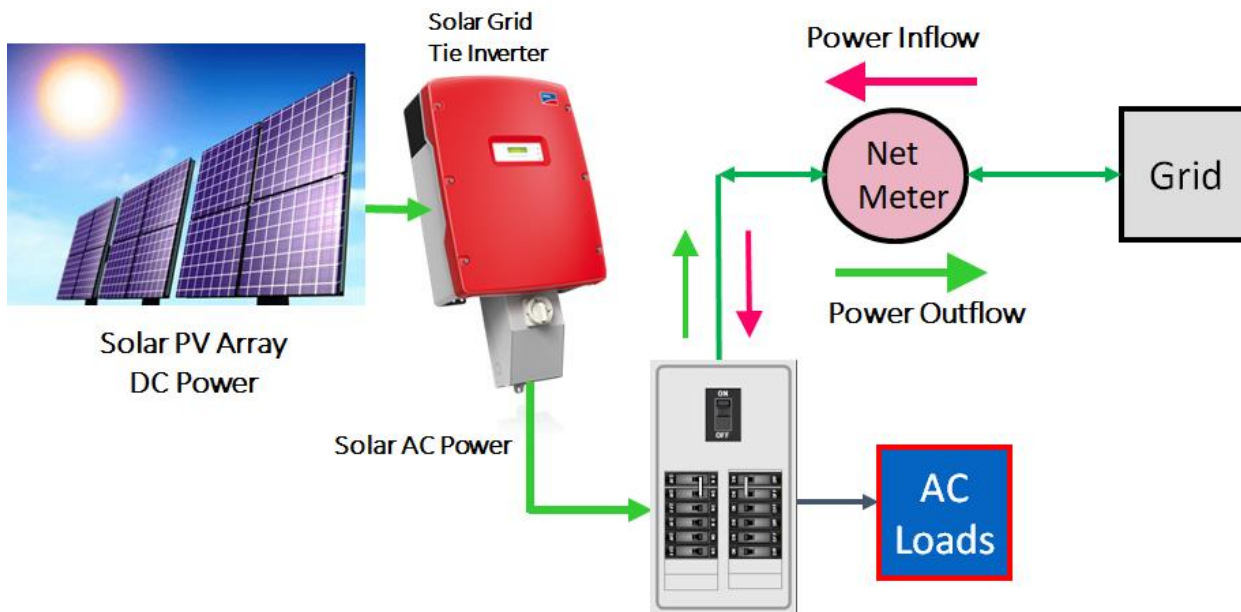 Solar Grid
Tie Inverter
Power Inflow
Net
Meter
Grid
Power Outflow
Solar PV Array
DC Power
Solar AC Power
ON
OFF
AC
Loads